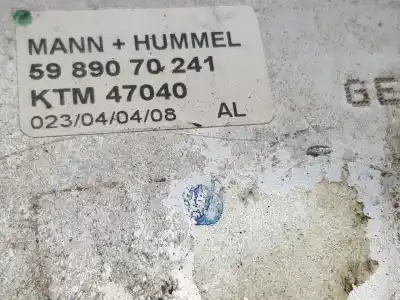 MANN + HUMMEL
59 890 70 241
KTM 47040
023/04/04/08 AL
GE